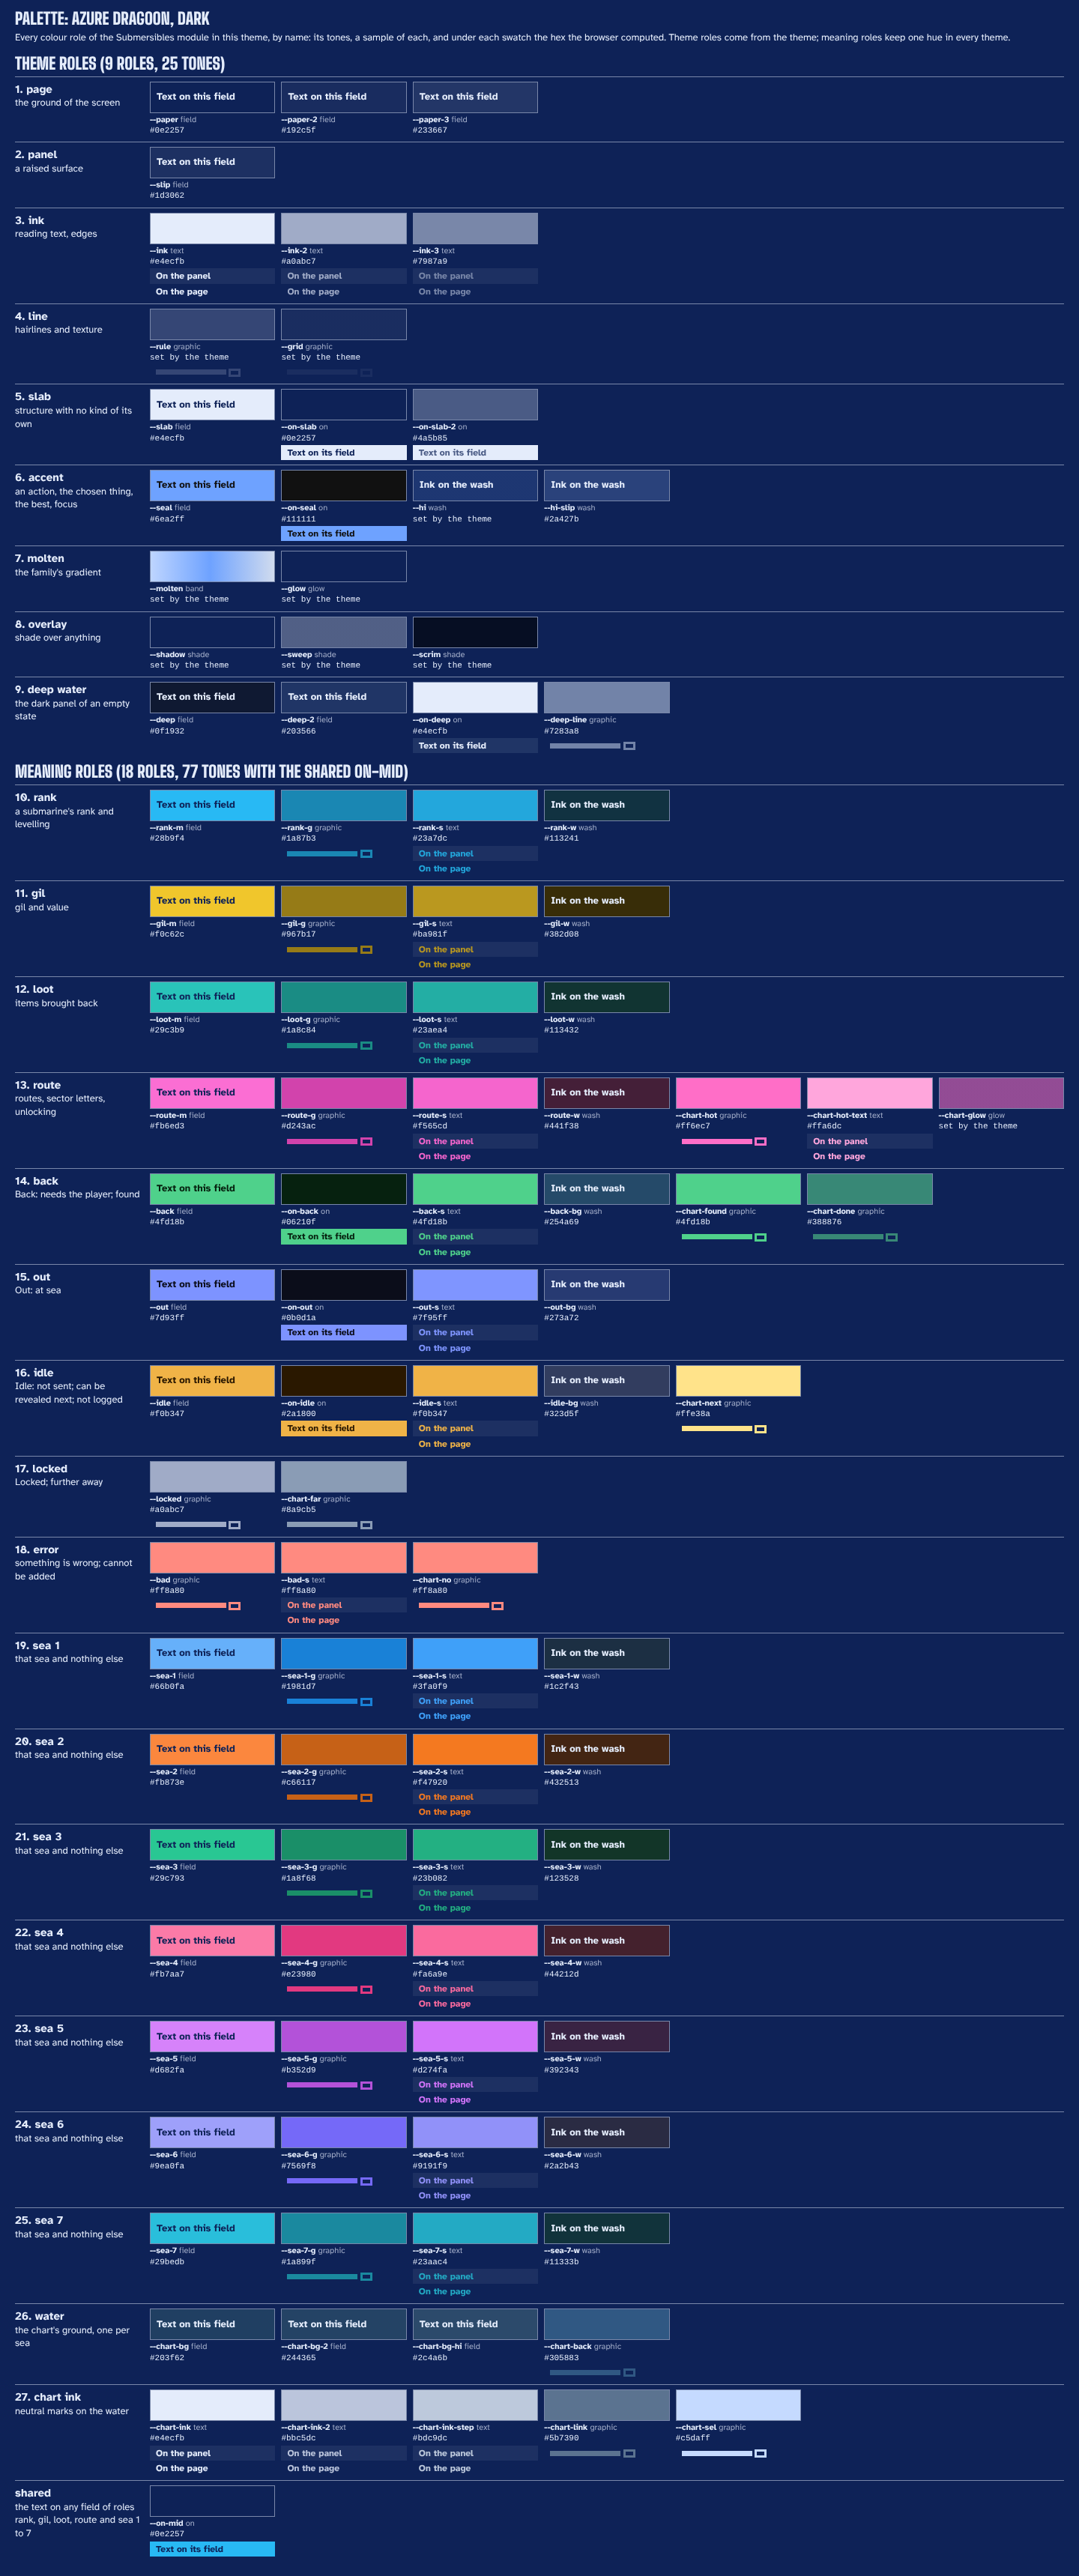 PALETTE: AZURE DRAGOON, DARK
Every colour role of the Submersibles module in this theme, by name: its tones, a sample of each, and under each swatch the hex the browser computed. Theme roles come from the theme; meaning roles keep one hue in every theme.
THEME ROLES (9 ROLES, 25 TONES)
1. page
the ground of the screen
Text on this field
Text on this field
Text on this field
--paper field
--paper-2 field
--paper-3 field
#0e2257
#192c5f
#233667
2. panel
a raised surface
Text on this field
--slip field
#1d3062
3. ink
reading text, edges
--ink text
--ink-2 text
--ink-3 text
#e4ecfb
#a0abc7
#7987a9
On the panel
On the panel
On the panel
On the page
On the page
On the page
4. line
hairlines and texture
--rule graphic
--grid graphic
set by the theme
set by the theme
5. slab
structure with no kind of its
own
Text on this field
--slab field
--on-slab on
--on-slab-2 on
#e4ecfb
#0e2257
#4a5b85
Text on its field
Text on its field
6. accent
an action, the chosen thing,
the best, focus
Text on this field
Ink on the wash
Ink on the wash
--seal field
--on-seal on
--hi wash
--hi-slip wash
#6ea2ff
#111111
set by the theme
#2a427b
Text on its field
7. molten
the family's gradient
--molten band
--glow glow
set by the theme
set by the theme
8. overlay
shade over anything
--shadow shade
--sweep shade
--scrim shade
set by the theme
set by the theme
set by the theme
9. deep water
the dark panel of an empty
state
Text on this field
Text on this field
--deep field
--deep-2 field
--on-deep on
--deep-line graphic
#0f1932
#203566
#e4ecfb
#7283a8
Text on its field
MEANING ROLES (18 ROLES, 77 TONES WITH THE SHARED ON-MID)
10. rank
a submarine's rank and
levelling
Text on this field
Ink on the wash
--rank-m field
--rank-g graphic
--rank-s text
--rank-w wash
#28b9f4
#1a87b3
#23a7dc
#113241
On the panel
On the page
11. gil
gil and value
Text on this field
Ink on the wash
--gil-m field
--gil-g graphic
--gil-s text
--gil-w wash
#f0c62c
#967b17
#ba981f
#382d08
On the panel
On the page
12. loot
items brought back
Text on this field
Ink on the wash
--loot-m field
--loot-g graphic
--loot-s text
--loot-w wash
#29c3b9
#1a8c84
#23aea4
#113432
On the panel
On the page
13. route
routes, sector letters,
unlocking
Text on this field
Ink on the wash
--route-m field
--route-g graphic
--route-s text
--route-w wash
--chart-hot graphic
--chart-hot-text text
--chart-glow glow
#fb6ed3
#d243ac
#f565cd
#441f38
#ff6ec7
#ffa6dc
set by the theme
On the panel
On the panel
On the page
On the page
14. back
Back: needs the player; found
Text on this field
Ink on the wash
--back field
--on-back on
--back-s text
--back-bg wash
--chart-found graphic
--chart-done graphic
#4fd18b
#06210f
#4fd18b
#254a69
#4fd18b
#388876
Text on its field
On the panel
On the page
15. out
Out: at sea
Text on this field
Ink on the wash
--out field
--on-out on
--out-s text
--out-bg wash
#7d93ff
#0b0d1a
#7f95ff
#273a72
Text on its field
On the panel
On the page
16. idle
Idle: not sent; can be
revealed next; not logged
Text on this field
Ink on the wash
--idle field
--on-idle on
--idle-s text
--idle-bg wash
--chart-next graphic
#f0b347
#2a1800
#f0b347
#323d5f
#ffe38a
Text on its field
On the panel
On the page
17. locked
Locked; further away
--locked graphic
--chart-far graphic
#a0abc7
#8a9cb5
18. error
something is wrong; cannot
be added
--bad graphic
--bad-s text
--chart-no graphic
#ff8a80
#ff8a80
#ff8a80
On the panel
On the page
19. sea 1
that sea and nothing else
Text on this field
Ink on the wash
--sea-1 field
--sea-1-g graphic
--sea-1-s text
--sea-1-w wash
#66b0fa
#1981d7
#3fa0f9
#1c2f43
On the panel
On the page
20. sea 2
that sea and nothing else
Text on this field
Ink on the wash
--sea-2 field
--sea-2-g graphic
--sea-2-s text
--sea-2-w wash
#fb873e
#c66117
#f47920
#432513
On the panel
On the page
21. sea 3
that sea and nothing else
Text on this field
Ink on the wash
--sea-3 field
--sea-3-g graphic
--sea-3-s text
--sea-3-w wash
#29c793
#1a8f68
#23b082
#123528
On the panel
On the page
22. sea 4
that sea and nothing else
Text on this field
Ink on the wash
--sea-4 field
--sea-4-g graphic
--sea-4-s text
--sea-4-w wash
#fb7aa7
#e23980
#fa6a9e
#44212d
On the panel
On the page
23. sea 5
that sea and nothing else
Text on this field
Ink on the wash
--sea-5 field
--sea-5-g graphic
--sea-5-s text
--sea-5-w wash
#d682fa
#b352d9
#d274fa
#392343
On the panel
On the page
24. sea 6
that sea and nothing else
Text on this field
Ink on the wash
--sea-6 field
--sea-6-g graphic
--sea-6-s text
--sea-6-w wash
#9ea0fa
#7569f8
#9191f9
#2a2b43
On the panel
On the page
25. sea 7
that sea and nothing else
Text on this field
Ink on the wash
--sea-7 field
--sea-7-g graphic
--sea-7-s text
--sea-7-w wash
#29bedb
#1a899f
#23aac4
#11333b
On the panel
On the page
26. water
the chart's ground, one per
sea
Text on this field
Text on this field
Text on this field
--chart-bg field
--chart-bg-2 field
--chart-bg-hi field
--chart-back graphic
#203f62
#244365
#2c4a6b
#305883
27. chart ink
neutral marks on the water
--chart-ink text
--chart-ink-2 text
--chart-ink-step text
--chart-link graphic
--chart-sel graphic
#e4ecfb
#bbc5dc
#bdc9dc
#5b7390
#c5daff
On the panel
On the panel
On the panel
On the page
On the page
On the page
shared
the text on any field of roles
rank, gil, loot, route and sea 1
to 7
--on-mid on
#0e2257
Text on its field